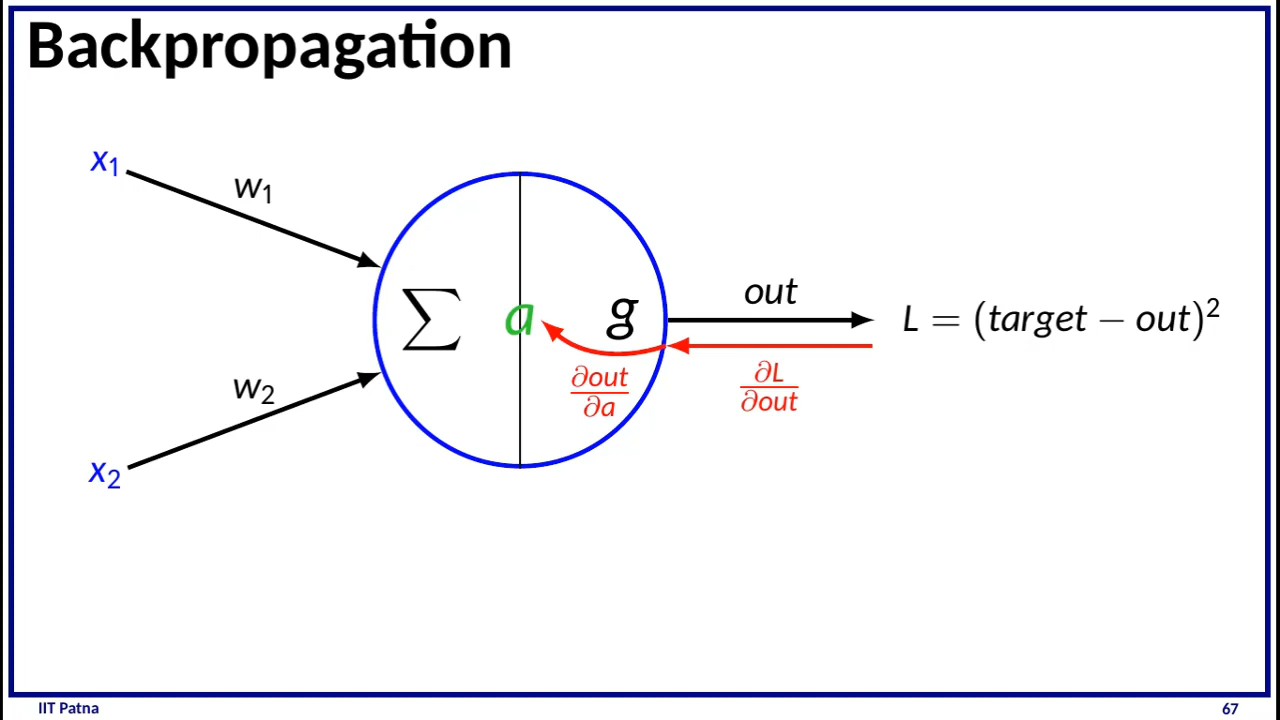 Backpropagation
x₁
w₁
∑ a g
out
L = (target − out)²
w₂
∂out/∂a
∂L/∂out
x₂
IIT Patna
67